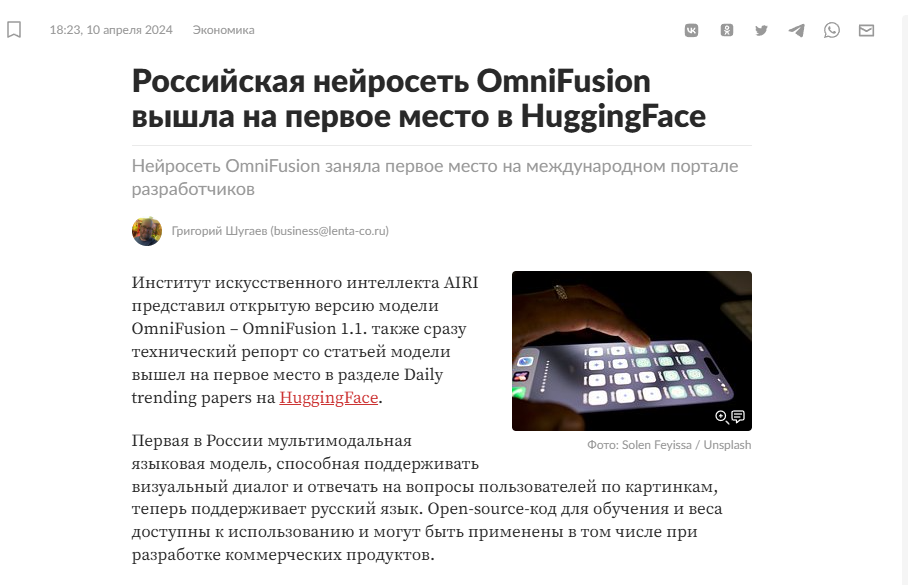 18:23, 10 апреля 2024 Экономика
Российская нейросеть OmniFusion
вышла на первое место в HuggingFace
Нейросеть OmniFusion заняла первое место на международном портале
разработчиков
Григорий Шугаев (business@lenta-co.ru)
Институт искусственного интеллекта AIRI
представил открытую версию модели
OmniFusion – OmniFusion 1.1. также сразу
технический репорт со статьей модели
вышел на первое место в разделе Daily
trending papers на HuggingFace.
Фото: Solen Feyissa / Unsplash
Первая в России мультимодальная
языковая модель, способная поддерживать
визуальный диалог и отвечать на вопросы пользователей по картинкам,
теперь поддерживает русский язык. Open-source-код для обучения и веса
доступны к использованию и могут быть применены в том числе при
разработке коммерческих продуктов.